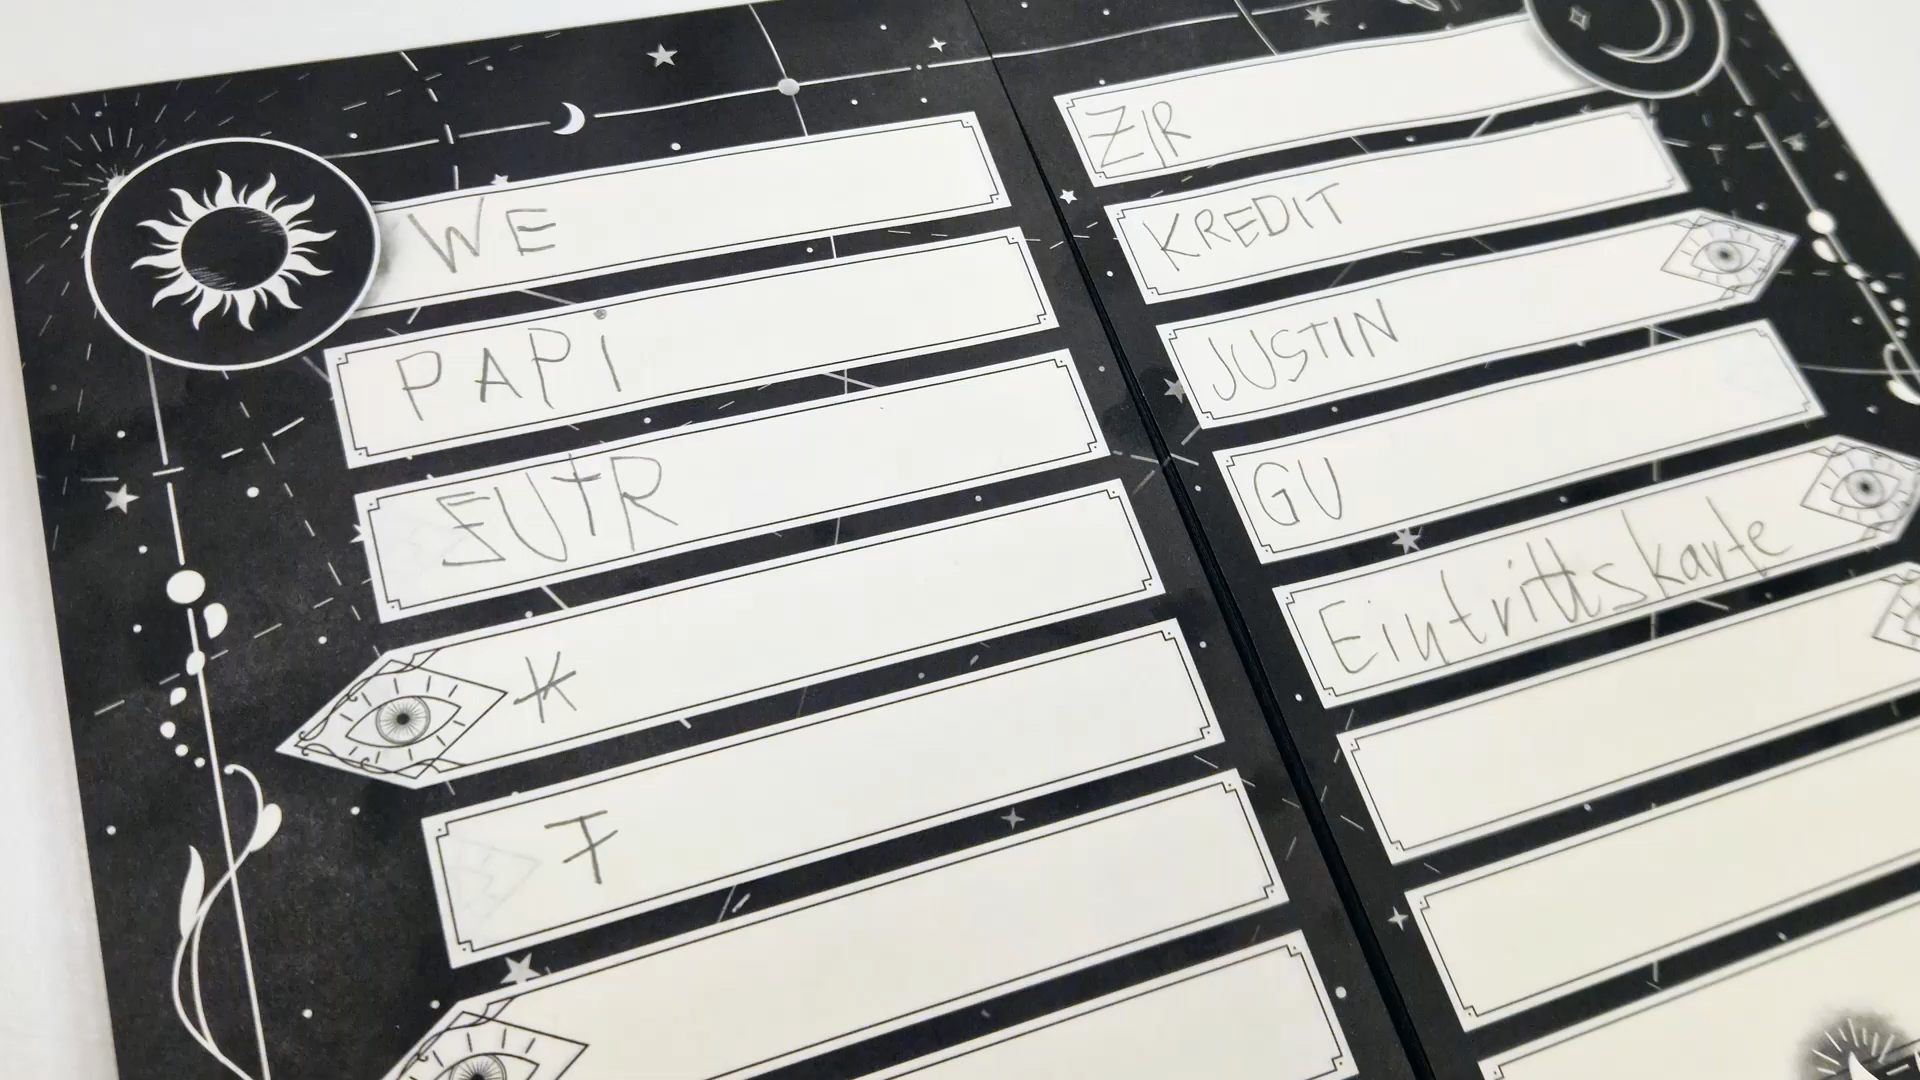 WE
PAPi
EUTR
K
T
ZIR
KREDIT
JUSTIN
GU
Eintrittskarte